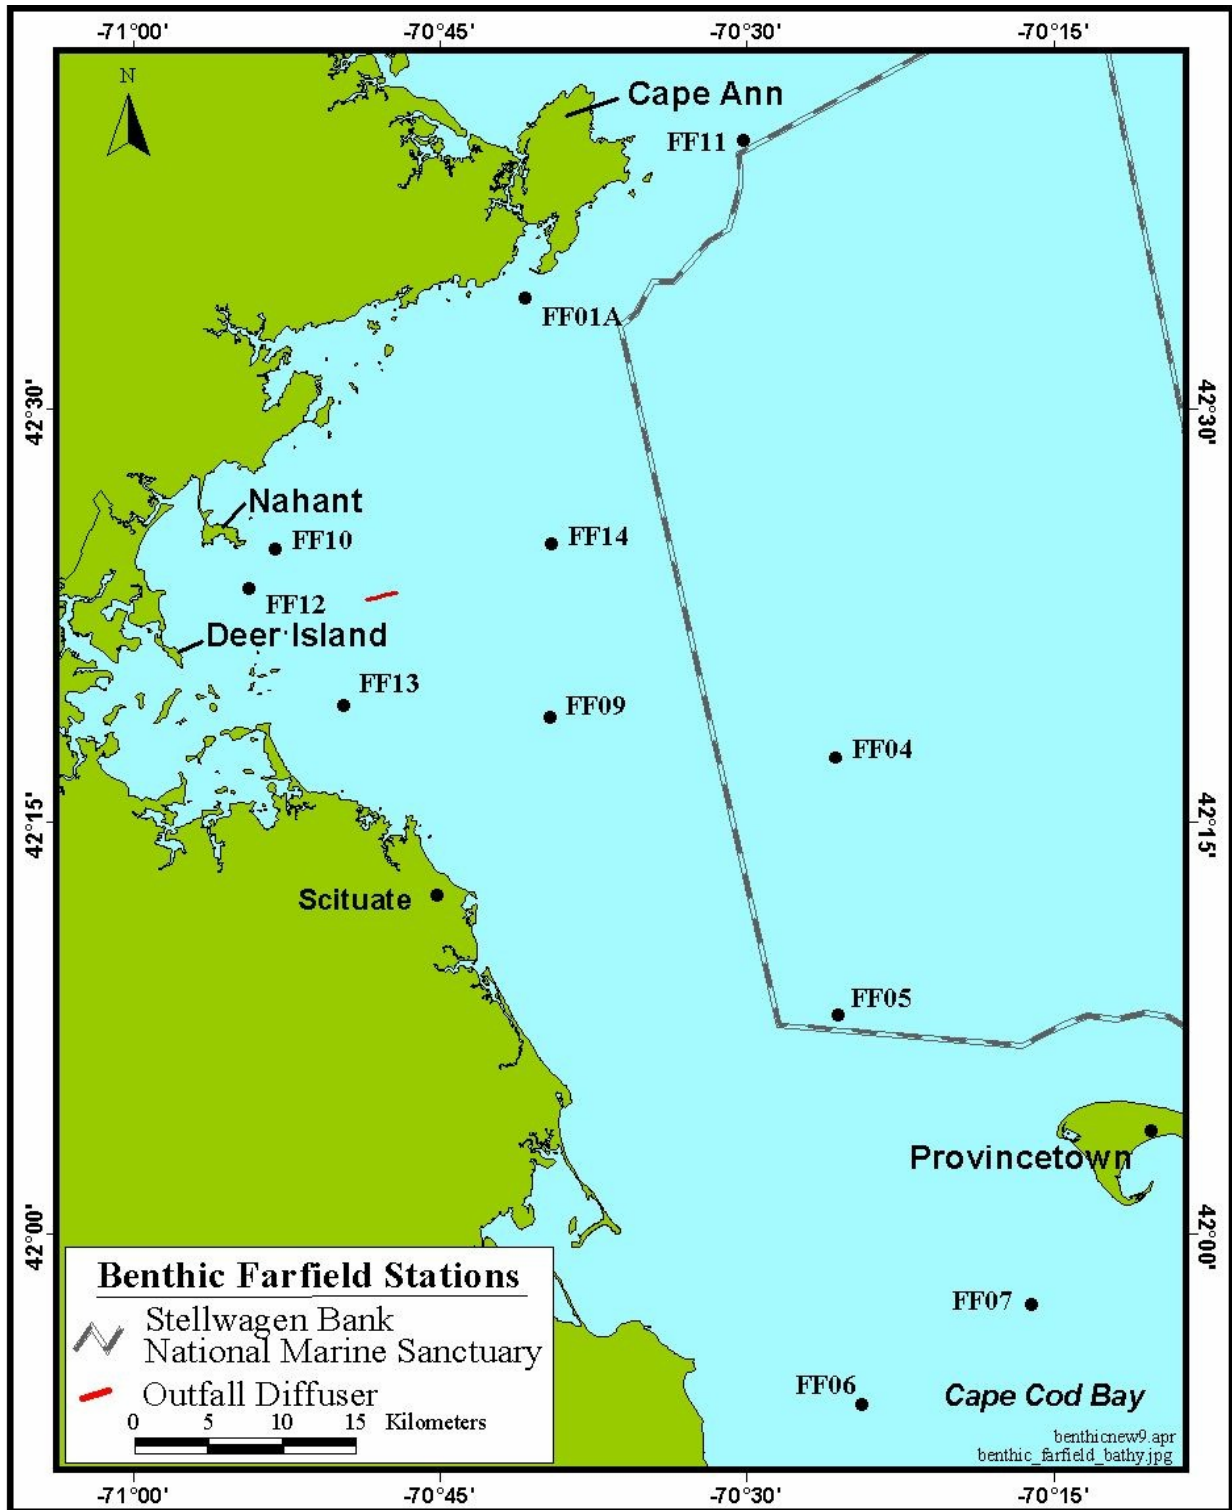 -71°00'
-70°45'
-70°30'
-70°15'
N
Cape Ann
FF11
FF01A
42°30'
42°30'
Nahant
FF10
FF14
FF12
Deer Island
FF13
FF09
FF04
42°15'
42°15'
Scituate
FF05
Provincetown
42°00'
42°00'
Benthic Farfield Stations
Stellwagen Bank
National Marine Sanctuary
Outfall Diffuser
0 5 10 15 Kilometers
FF07
FF06
Cape Cod Bay
benthicnew9.apr
benthic_farfield_bathy.jpg
-71°00'
-70°45'
-70°30'
-70°15'